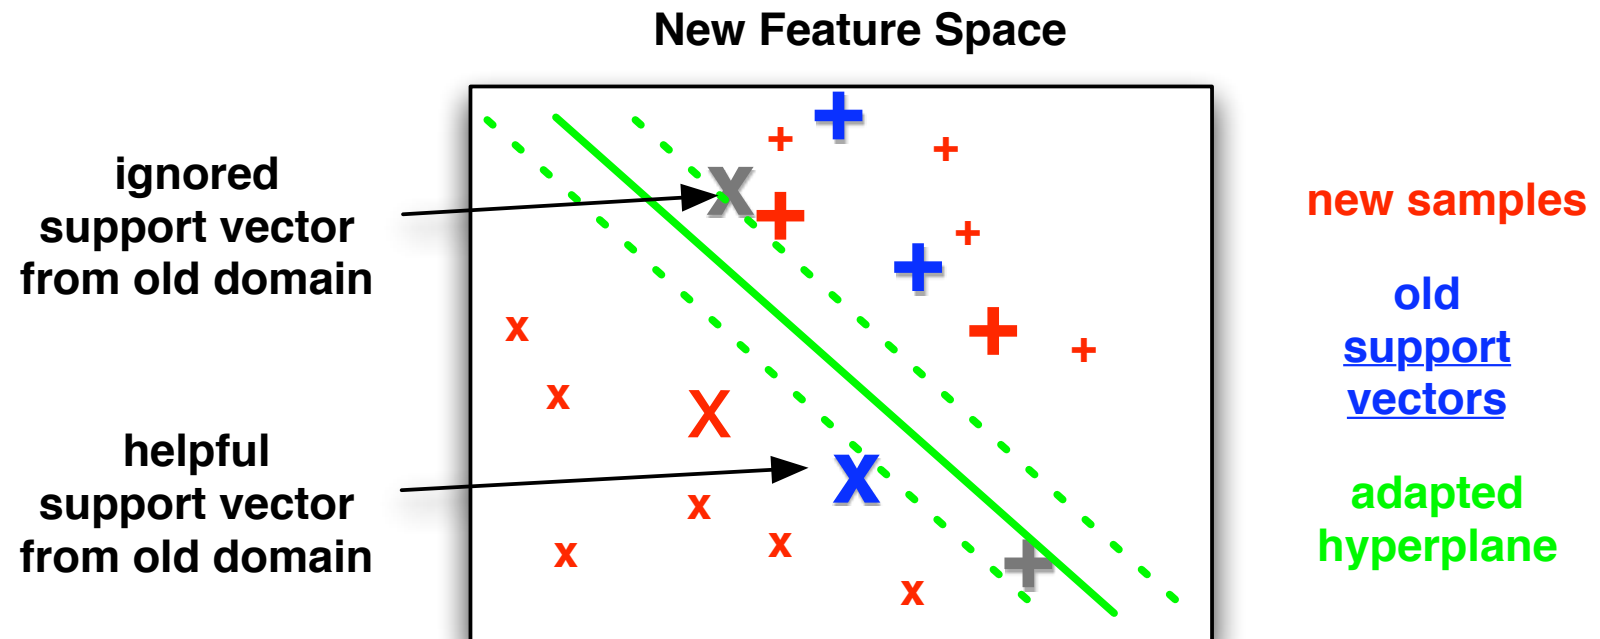 New Feature Space
ignored
support vector
from old domain
helpful
support vector
from old domain
new samples
old
support
vectors
adapted
hyperplane